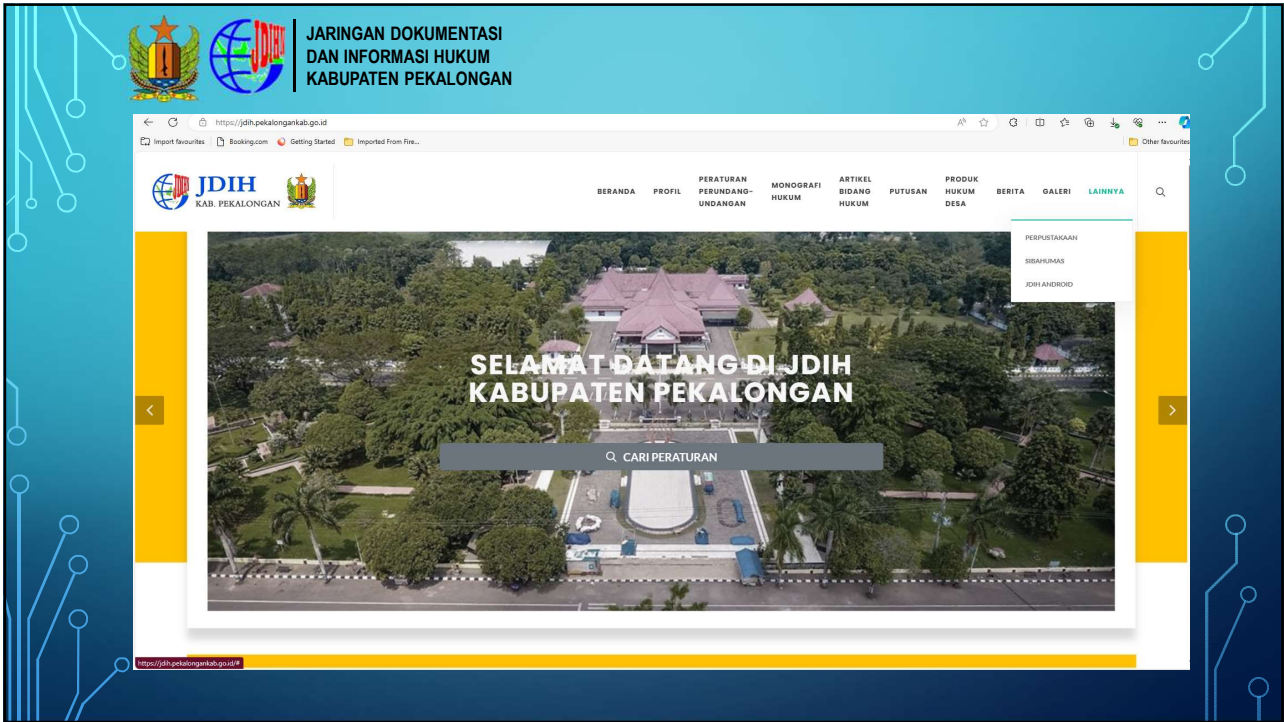 JDIHN
JARINGAN DOKUMENTASI
DAN INFORMASI HUKUM
KABUPATEN PEKALONGAN
https://jdih.pekalongankab.go.id
Import favourites
Booking.com
Getting Started
Imported From Fire...
Other favourites
JDIH
KAB. PEKALONGAN
BERANDA
PROFIL
PERATURAN
PERUNDANG-
UNDANGAN
MONOGRAFI
HUKUM
ARTIKEL
BIDANG
HUKUM
PUTUSAN
PRODUK
HUKUM
DESA
BERITA
GALERI
LAINNYA
PERPUSTAKAAN
SIBAHUMAS
JDIH ANDROID
SELAMAT DATANG DI JDIH
KABUPATEN PEKALONGAN
CARI PERATURAN
https://jdih.pekalongankab.go.id/#